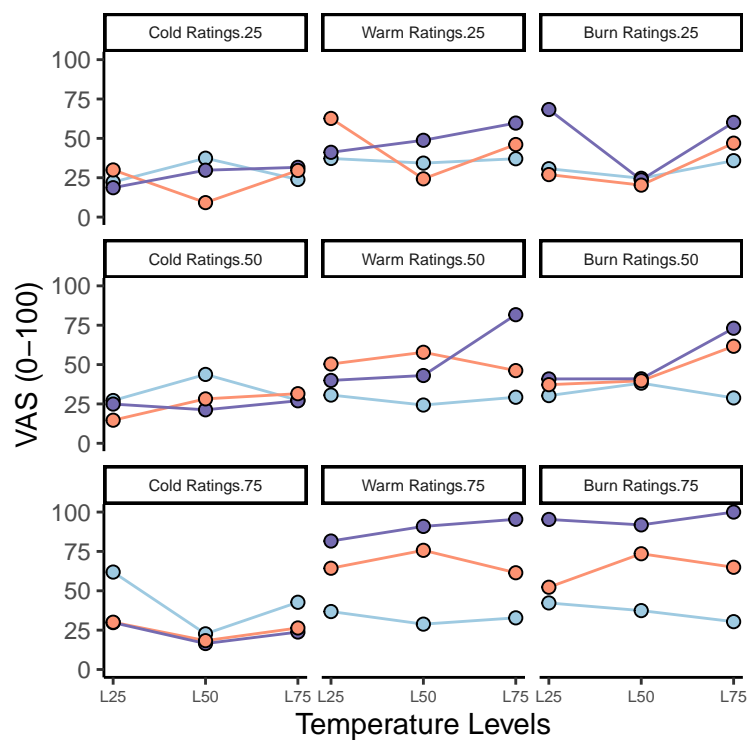 Cold Ratings.25 Warm Ratings.25 Burn Ratings.25
100
75
50
25
0
Cold Ratings.50 Warm Ratings.50 Burn Ratings.50
100
75
50
25
0
VAS (0−100)
Cold Ratings.75 Warm Ratings.75 Burn Ratings.75
100
75
50
25
0
L25 L50 L75 L25 L50 L75 L25 L50 L75
Temperature Levels